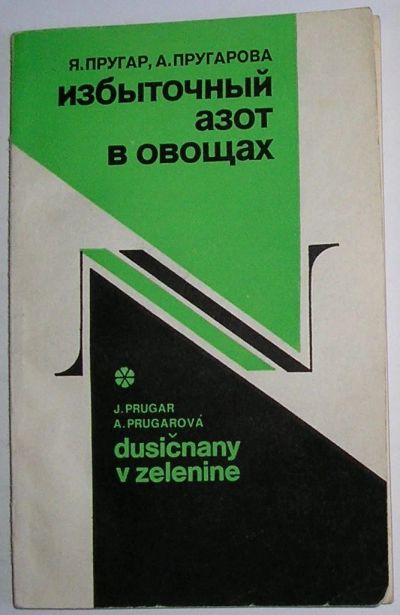 Я. ПРУГАР, А. ПРУГАРОВА
избыточный
азот
в овощах
J. PRUGAR
A. PRUGAROVÁ
dusičnany
v zelenine